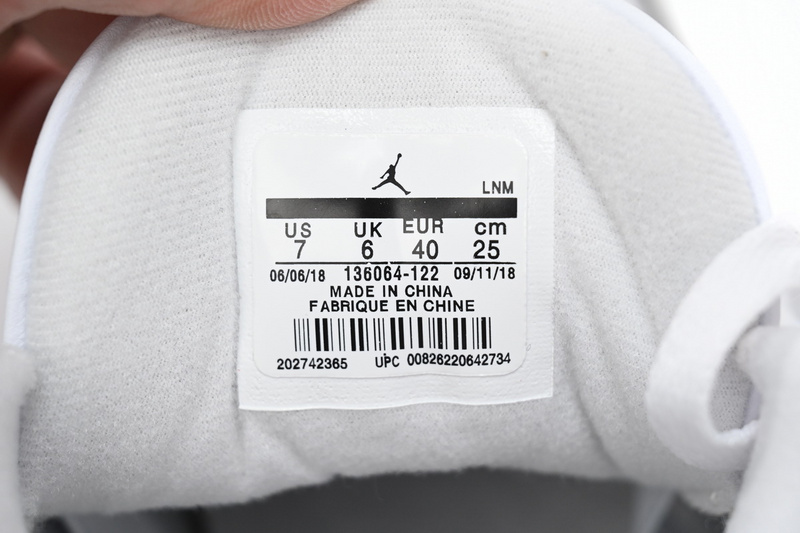 LNM
US UK EUR cm
7 6 40 25
06/06/18 136064-122 09/11/18
MADE IN CHINA
FABRIQUE EN CHINE
202742365 UPC 00826220642734